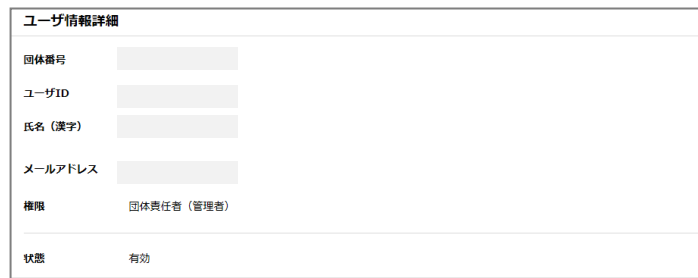 ユーザ情報詳細
団体番号
ユーザID
氏名（漢字）
メールアドレス
権限 団体責任者（管理者）
状態 有効